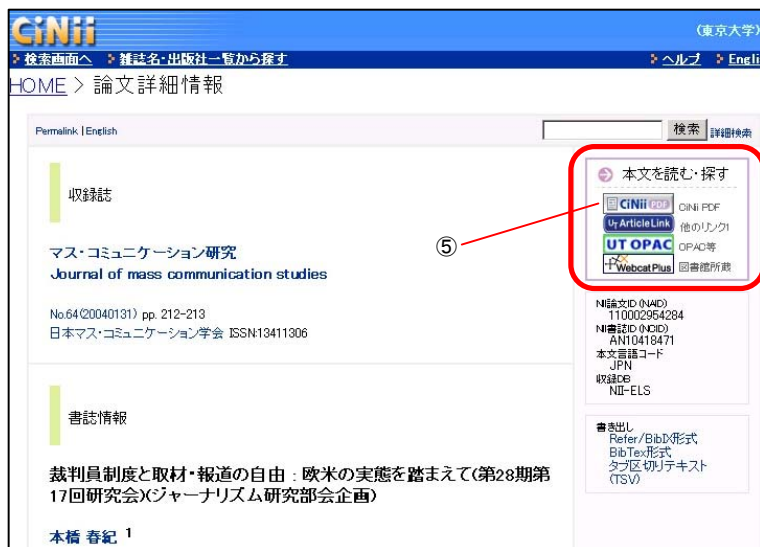 CiNii
(東京大学)
検索画面へ 雑誌名・出版社一覧から探す ヘルプ Engli
HOME > 論文詳細情報
Permalink | English 検索 詳細検索
収録誌
マス・コミュニケーション研究
Journal of mass communication studies
No.64(20040131) pp. 212-213
日本マス・コミュニケーション学会 ISSN:13411306
書誌情報
裁判員制度と取材・報道の自由 : 欧米の実態を踏まえて(第28期第
17回研究会)(ジャーナリズム研究部会企画)
本橋 春紀 1
⑤
本文を読む・探す
CiNii PDF CiNii PDF
UT Article Link 他のリンク1
UT OPAC OPAC等
Webcat Plus 図書館所蔵
NII論文ID (NAID)
110002954284
NII書誌ID (NCID)
AN10418471
本文言語コード
JPN
収録DB
NII-ELS
書き出し
Refer/BibIX形式
BibTex形式
タブ区切りテキスト
(TSV)